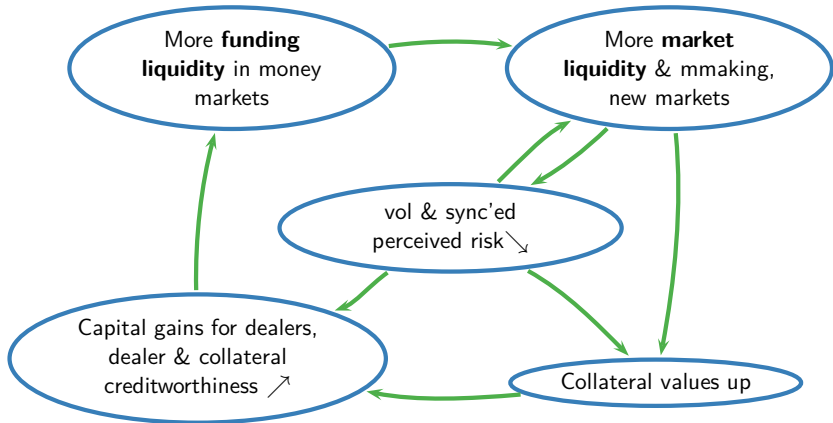 More funding
liquidity in money
markets
More market
liquidity & mmaking,
new markets
vol & sync'ed
perceived risk↘
Capital gains for dealers,
dealer & collateral
creditworthiness ↗
Collateral values up